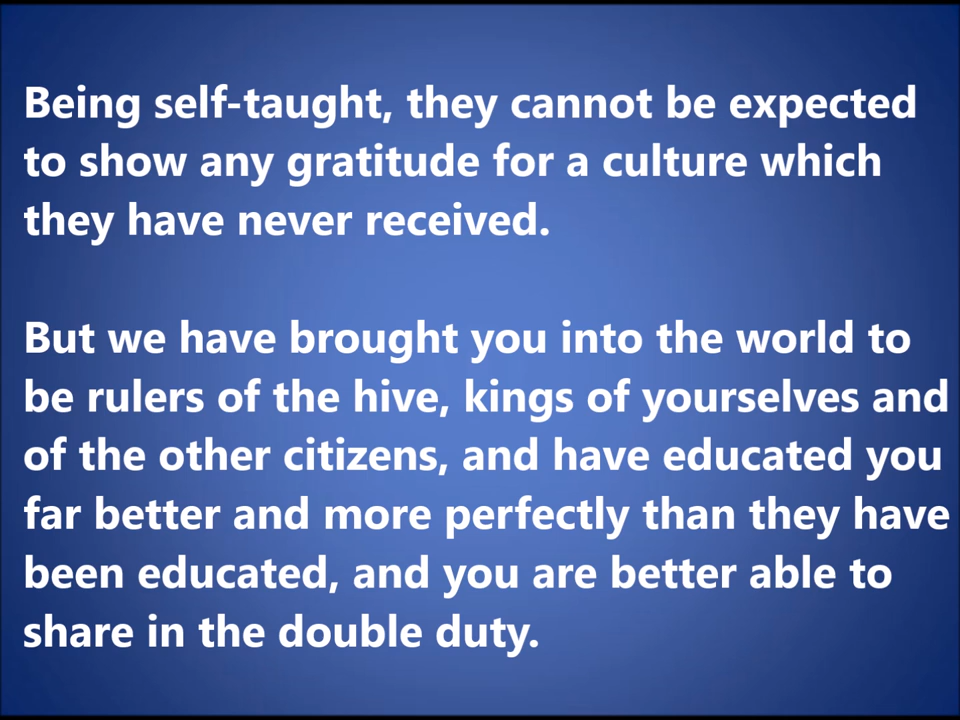 Being self-taught, they cannot be expected
to show any gratitude for a culture which
they have never received.
But we have brought you into the world to
be rulers of the hive, kings of yourselves and
of the other citizens, and have educated you
far better and more perfectly than they have
been educated, and you are better able to
share in the double duty.